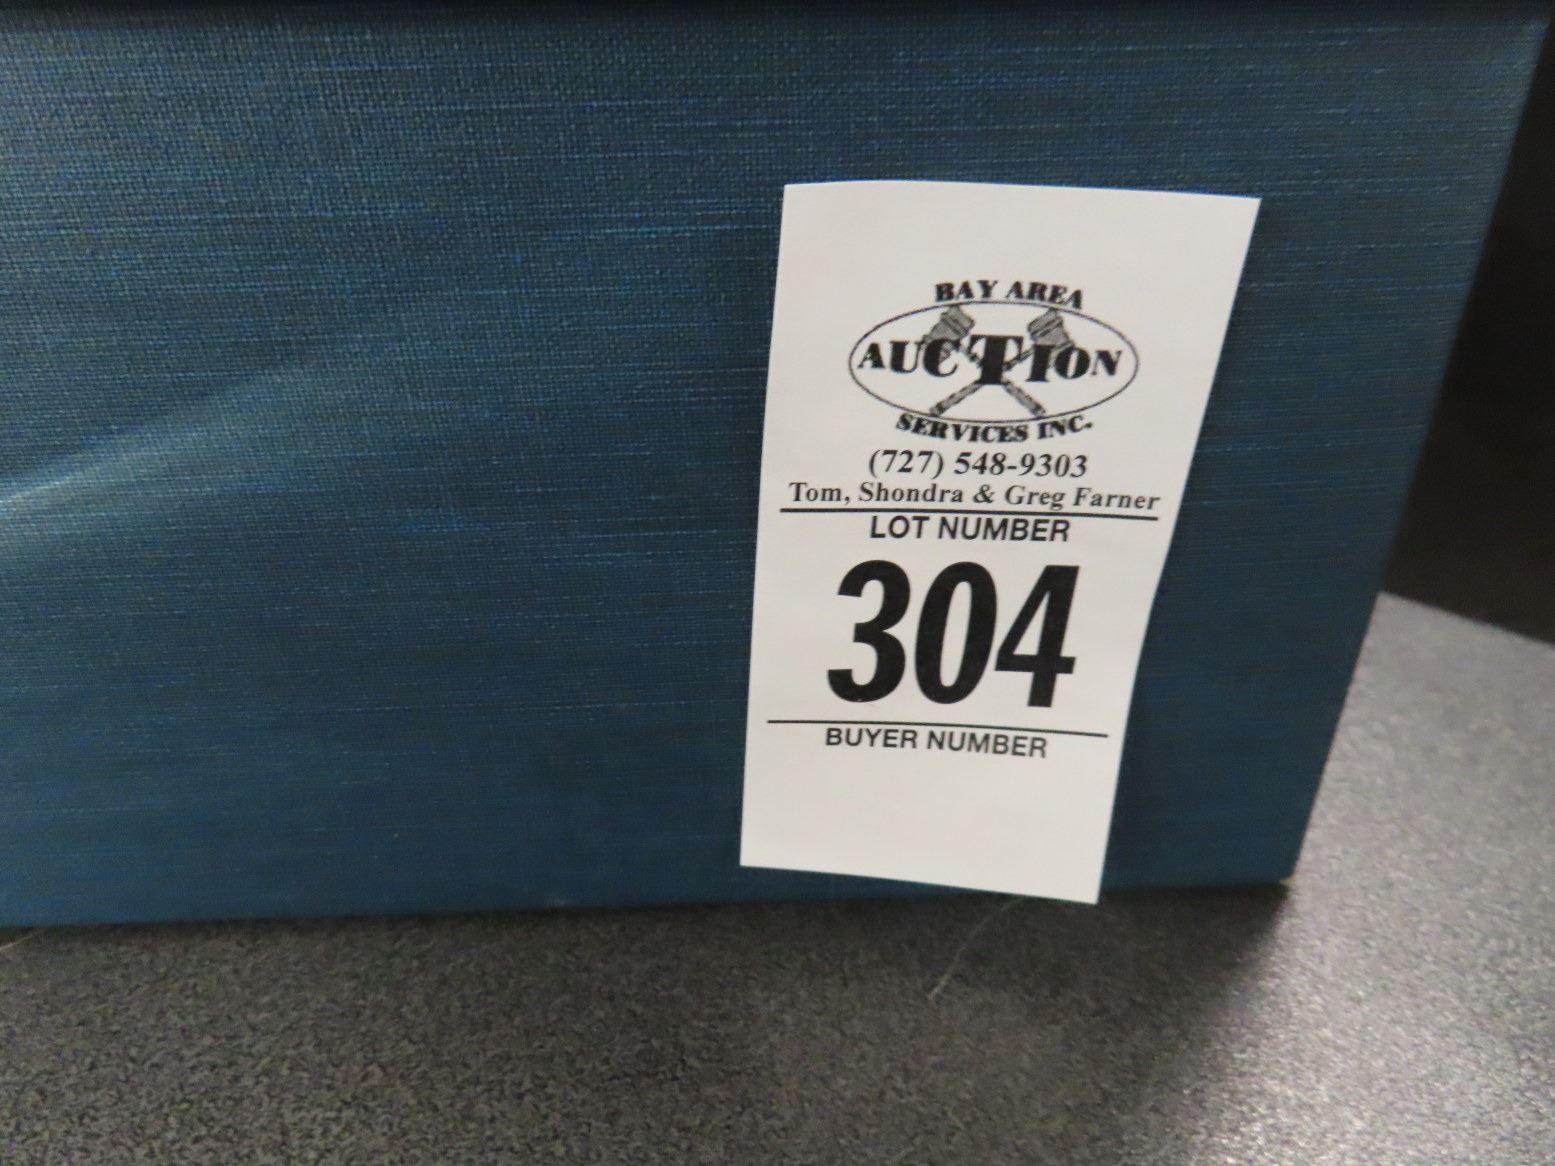 BAY AREA
AUCTION
SERVICES INC.
(727) 548-9303
Tom, Shondra & Greg Farner
LOT NUMBER
304
BUYER NUMBER